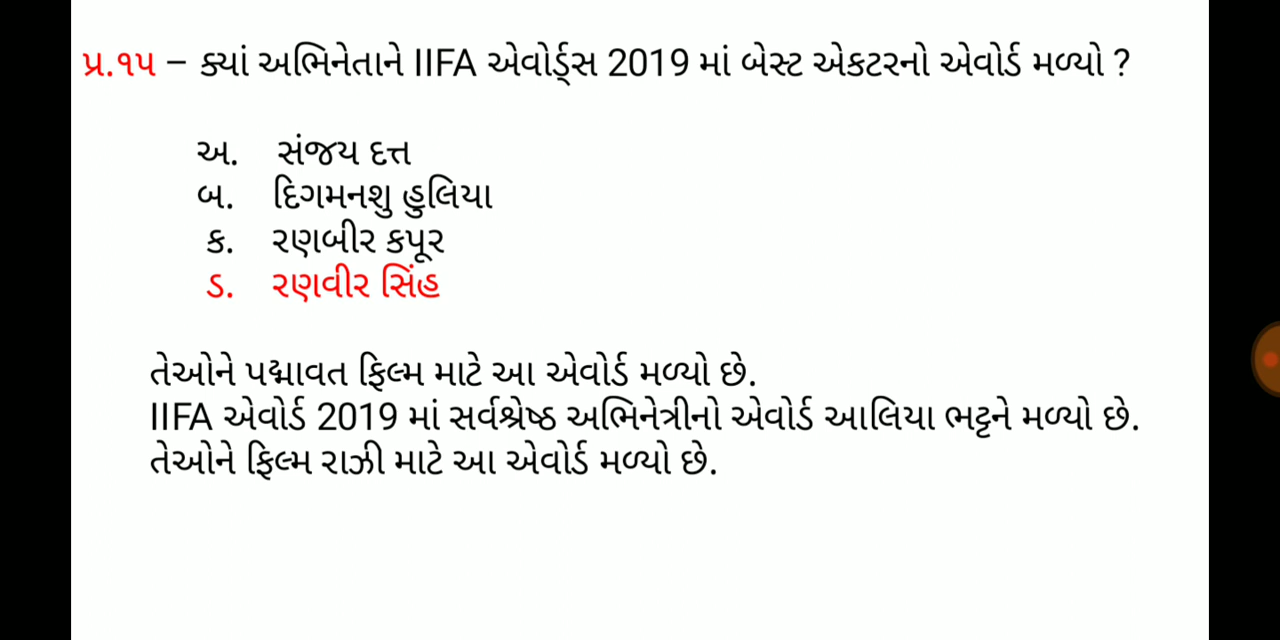 પ્ર.૧૫ – ક્યાં અભિનેતાને IIFA એવોર્ડ્સ 2019 માં બેસ્ટ એકટરનો એવોર્ડ મળ્યો ?
અ. સંજય દત્ત
બ. દિગમનશુ હુલિયા
ક. રણબીર કપૂર
ડ. રણવીર સિંહ
તેઓને પદ્માવત ફિલ્મ માટે આ એવોર્ડ મળ્યો છે.
IIFA એવોર્ડ 2019 માં સર્વશ્રેષ્ઠ અભિનેત્રીનો એવોર્ડ આલિયા ભટ્ટને મળ્યો છે.
તેઓને ફિલ્મ રાઝી માટે આ એવોર્ડ મળ્યો છે.